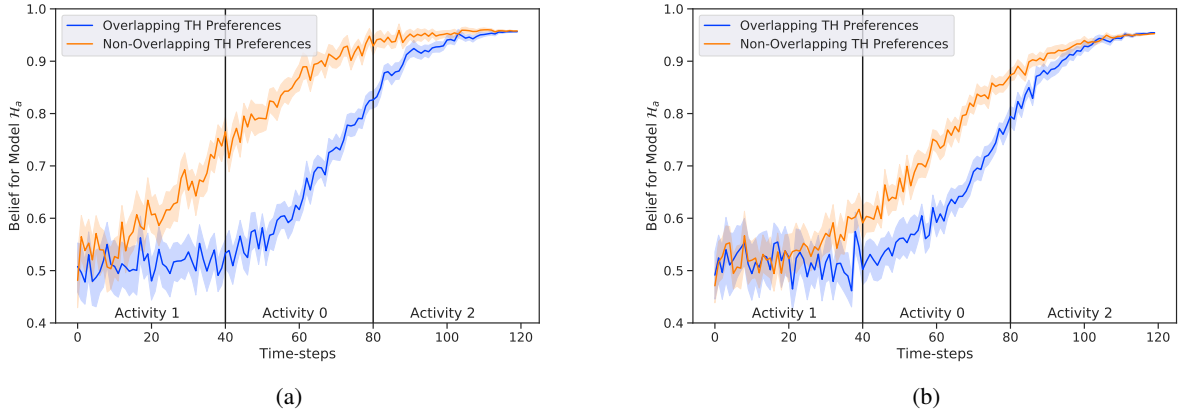 Overlapping TH Preferences
Non-Overlapping TH Preferences
Belief for Model ℋₐ
0.9
0.8
0.7
0.6
0.5
0.4
Activity 1 Activity 0 Activity 2
0 20 40 60 80 100 120
Time-steps
(a)
Overlapping TH Preferences
Non-Overlapping TH Preferences
Belief for Model ℋₐ
1.0
0.9
0.8
0.7
0.6
0.5
0.4
Activity 1 Activity 0 Activity 2
0 20 40 60 80 100 120
Time-steps
(b)